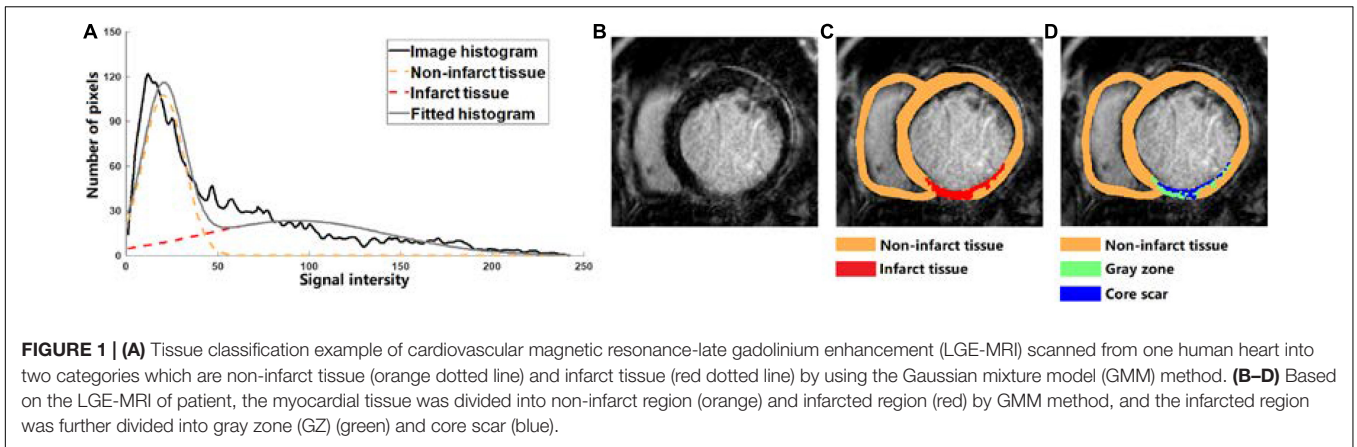 A
B
C
D
150
120
90
60
30
0
Number of pixels
0 50 100 150 200 250
Signal intersity
Image histogram
Non-infarct tissue
Infarct tissue
Fitted histogram
Non-infarct tissue
Infarct tissue
Non-infarct tissue
Gray zone
Core scar
FIGURE 1 | (A) Tissue classification example of cardiovascular magnetic resonance-late gadolinium enhancement (LGE-MRI) scanned from one human heart into
two categories which are non-infarct tissue (orange dotted line) and infarct tissue (red dotted line) by using the Gaussian mixture model (GMM) method. (B–D) Based
on the LGE-MRI of patient, the myocardial tissue was divided into non-infarct region (orange) and infarcted region (red) by GMM method, and the infarcted region
was further divided into gray zone (GZ) (green) and core scar (blue).